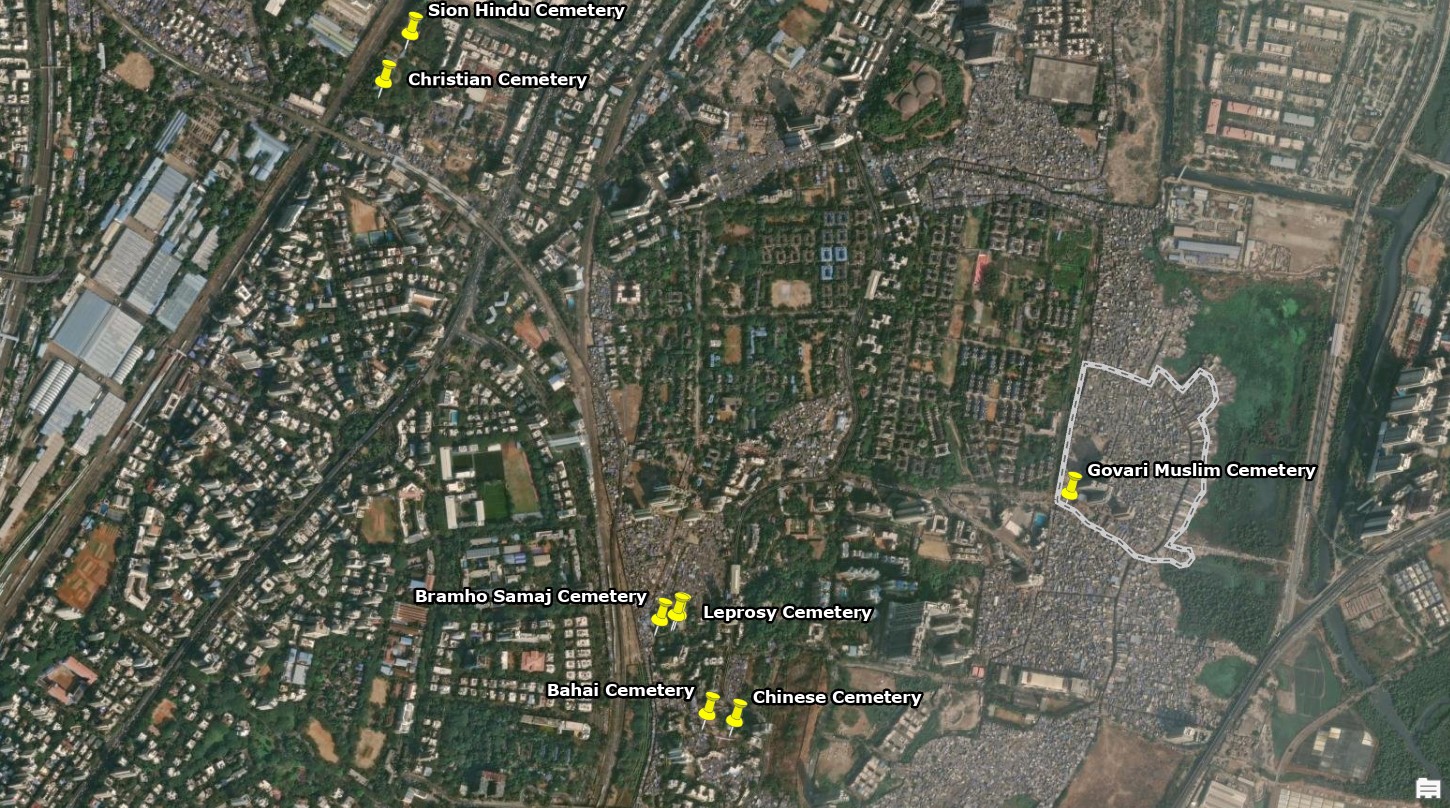 Sion Hindu Cemetery
Christian Cemetery
Govari Muslim Cemetery
Bramho Samaj Cemetery
Leprosy Cemetery
Bahai Cemetery
Chinese Cemetery